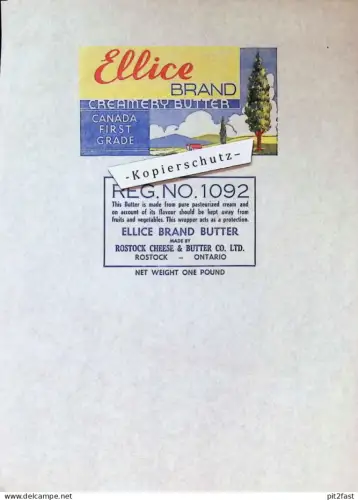 Ellice
BRAND
CREAMERY BUTTER
CANADA
FIRST
GRADE
-Kopierschutz-
REG. NO. 1092
This Butter is made from pure pasteurized cream and
on account of its flavour should be kept away from
fruits and vegetables. This wrapper acts as a protection.
ELLICE BRAND BUTTER
MADE BY
ROSTOCK CHEESE & BUTTER CO. LTD.
ROSTOCK – ONTARIO
NET WEIGHT ONE POUND
delcampe.net
pit2fast